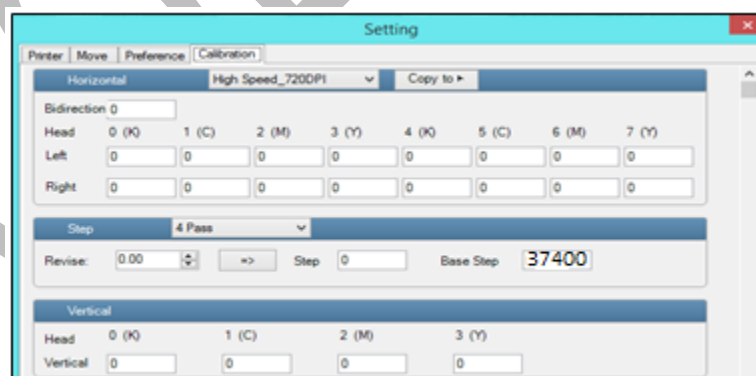 Setting
Printer Move Preference Calibration
Horizontal High Speed_720DPI Copy to
Bidirection 0
Head 0 (K) 1 (C) 2 (M) 3 (Y) 4 (K) 5 (C) 6 (M) 7 (Y)
Left 0 0 0 0 0 0 0 0
Right 0 0 0 0 0 0 0 0
Step 4 Pass
Revise: 0.00 => Step 0 Base Step 37400
Vertical
Head 0 (K) 1 (C) 2 (M) 3 (Y)
Vertical 0 0 0 0